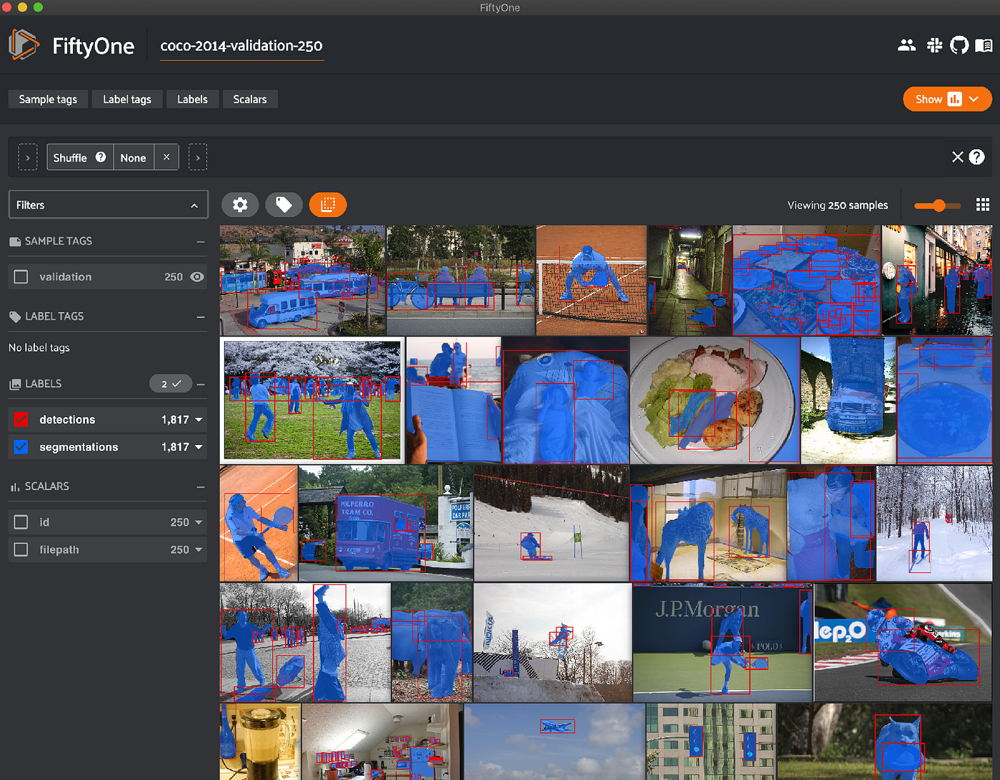 FiftyOne
FiftyOne
coco-2014-validation-250
Sample tags
Label tags
Labels
Scalars
Show
Shuffle
None
Filters
Viewing 250 samples
SAMPLE TAGS
validation
250
LABEL TAGS
No label tags
LABELS
2
detections
1,817
segmentations
1,817
SCALARS
id
250
filepath
250
POLPERRO
TRAM CO.
POLPERR
CAR PAR
NOKIA
J.P.Morgan
POLO
lep₂O
rkins